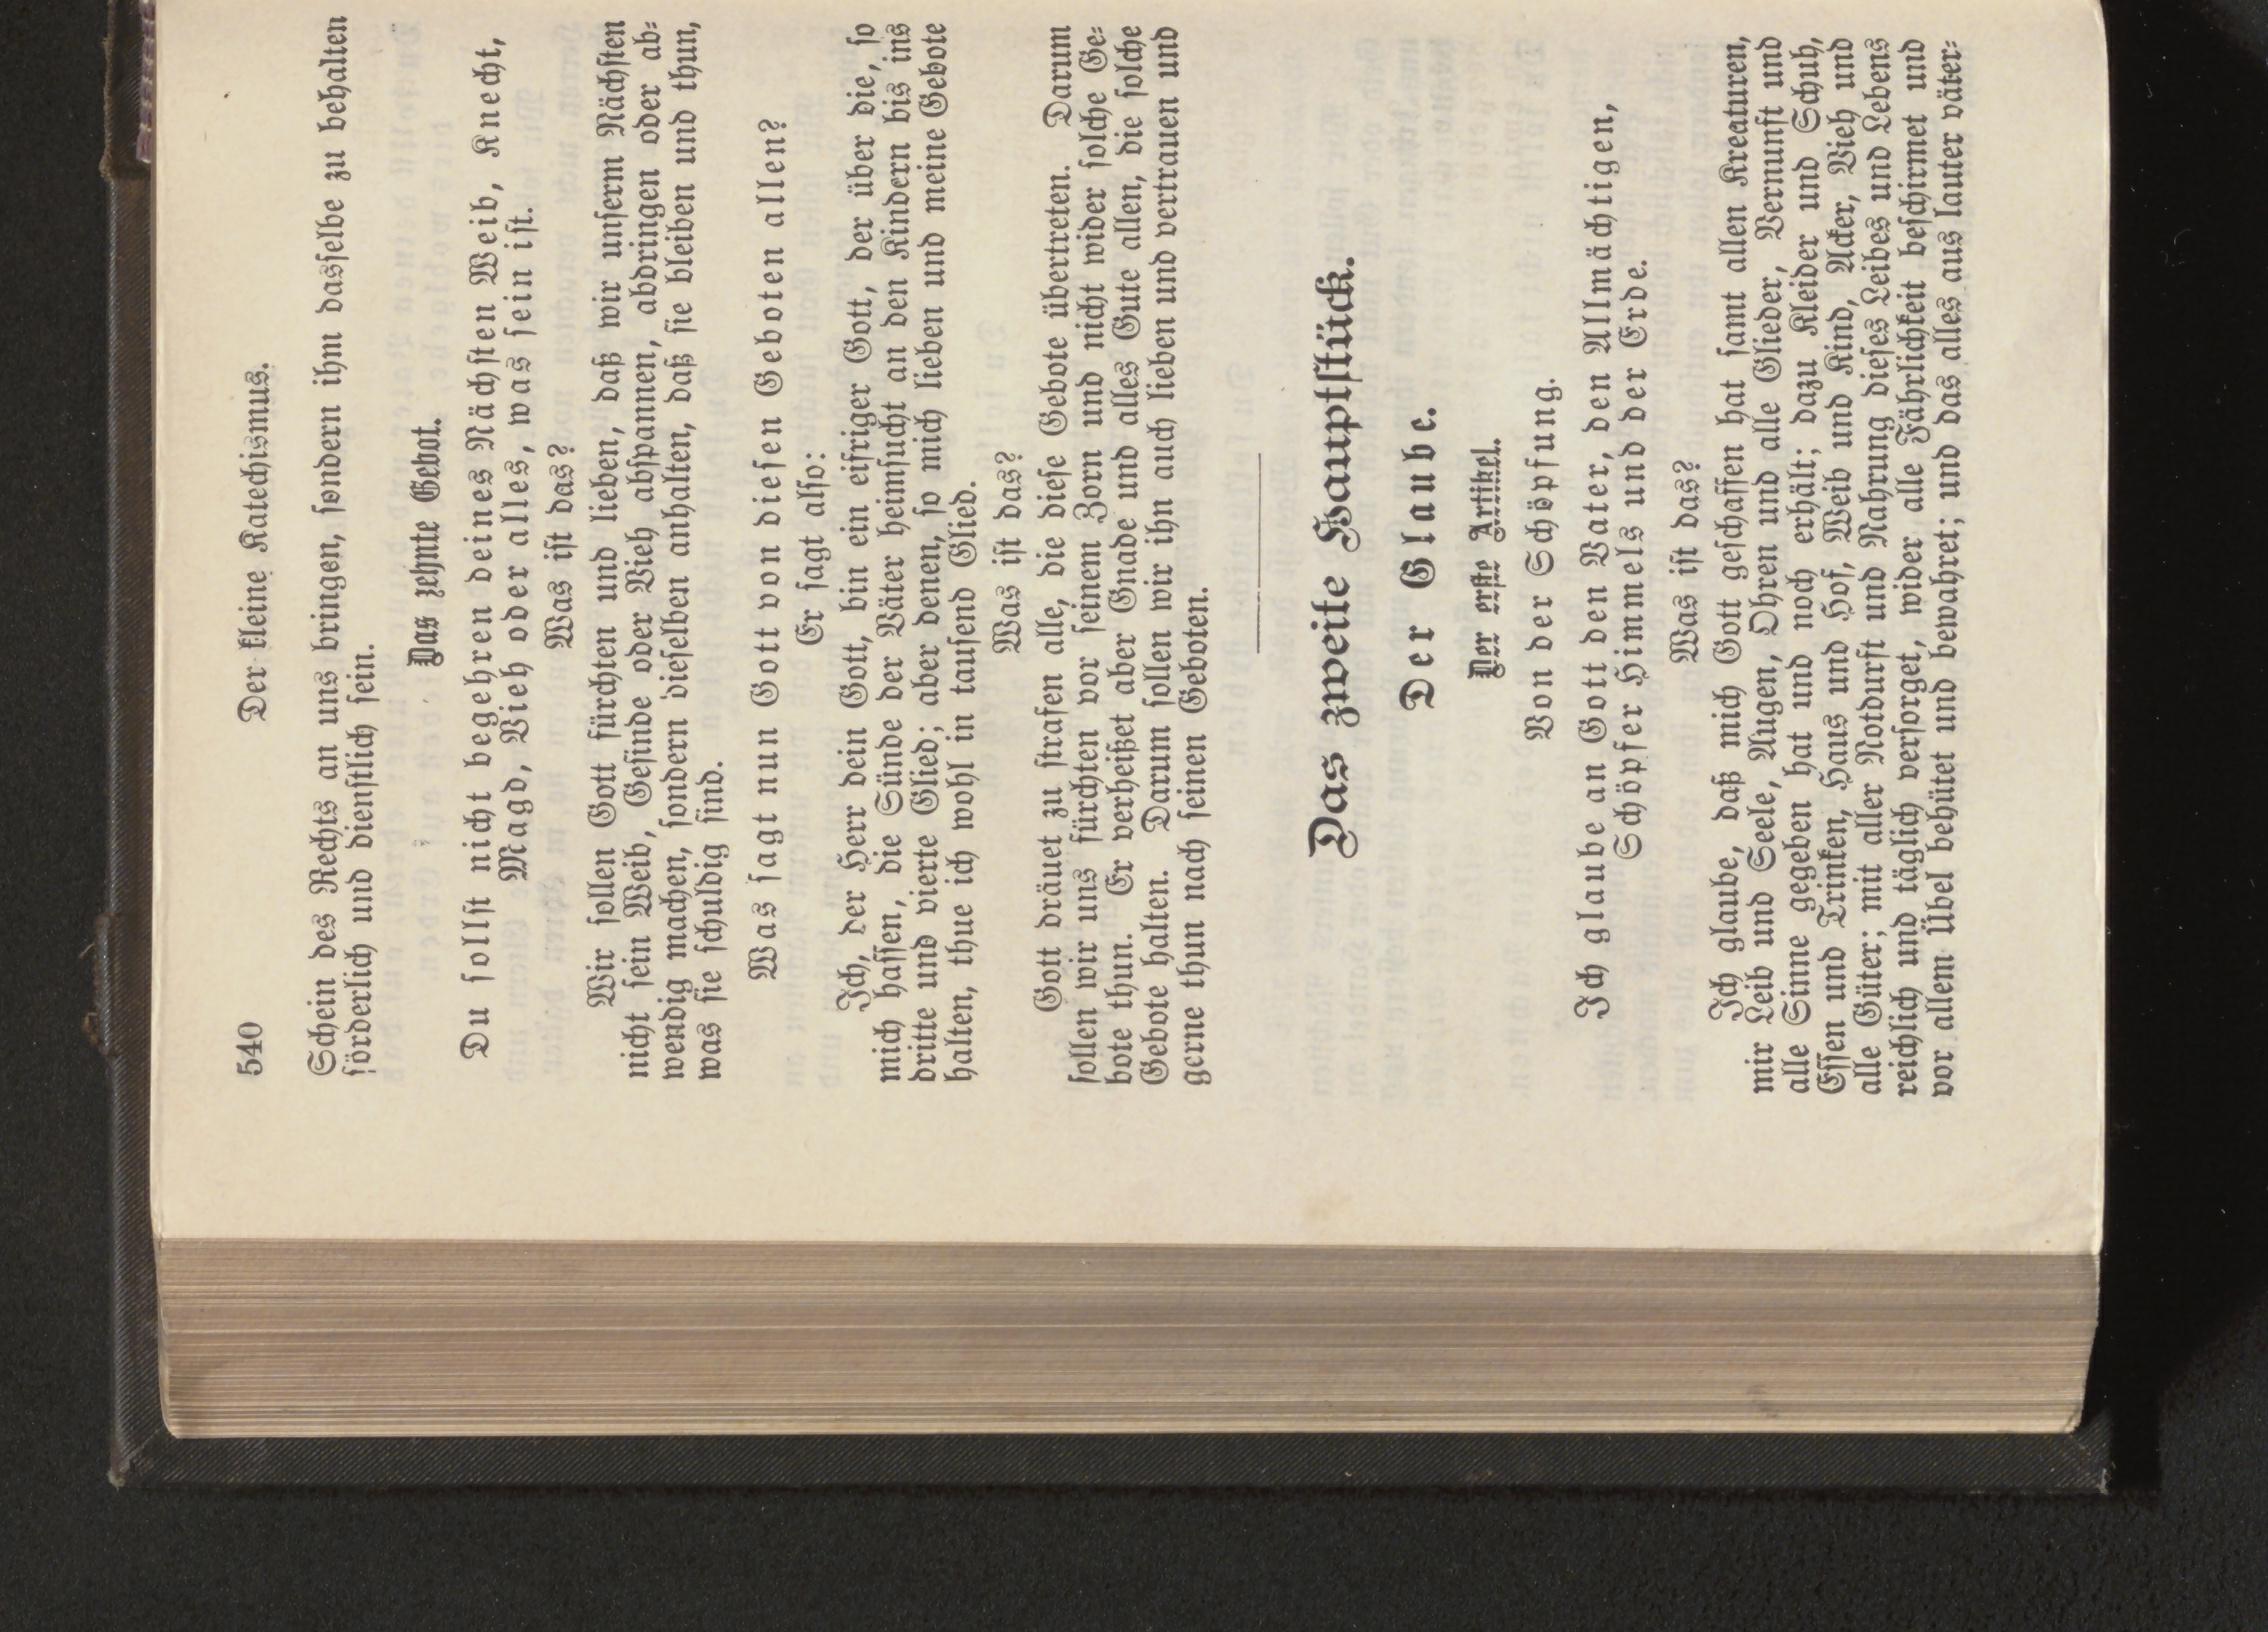 540 Der kleine Katechismus.
Schein des Rechts an uns bringen, sondern ihm dasselbe zu behalten
förderlich und dienstlich sein.
Das zehnte Gebot.
Du sollst nicht begehren deines Nächsten Weib, Knecht,
Magd, Vieh oder alles, was sein ist.
Was ist das?
Wir sollen Gott fürchten und lieben, daß wir unserm Nächsten
nicht sein Weib, Gesinde oder Vieh abspannen, abdringen oder ab-
wendig machen, sondern dieselben anhalten, daß sie bleiben und thun,
was sie schuldig sind.
Was sagt nun Gott von diesen Geboten allen?
Er sagt also:
Ich, der Herr dein Gott, bin ein eifriger Gott, der über die, so
mich hassen, die Sünde der Väter heimsucht an den Kindern bis ins
dritte und vierte Glied; aber denen, so mich lieben und meine Gebote
halten, thue ich wohl in tausend Glied.
Was ist das?
Gott dräuet zu strafen alle, die diese Gebote übertreten. Darum
sollen wir uns fürchten vor seinem Zorn und nicht wider solche Ge-
bote thun. Er verheißet aber Gnade und alles Gute allen, die solche
Gebote halten. Darum sollen wir ihn auch lieben und vertrauen und
gerne thun nach seinen Geboten.
Das zweite Hauptstück.
Der Glaube.
Der erste Artikel.
Von der Schöpfung.
Ich glaube an Gott den Vater, den Allmächtigen,
Schöpfer Himmels und der Erde.
Was ist das?
Ich glaube, daß mich Gott geschaffen hat samt allen Kreaturen,
mir Leib und Seele, Augen, Ohren und alle Glieder, Vernunft und
alle Sinne gegeben hat und noch erhält; dazu Kleider und Schuh,
Essen und Trinken, Haus und Hof, Weib und Kind, Acker, Vieh und
alle Güter; mit aller Notdurft und Nahrung dieses Leibes und Lebens
reichlich und täglich versorget, wider alle Fährlichkeit beschirmet und
vor allem Übel behütet und bewahret; und das alles aus lauter väter-